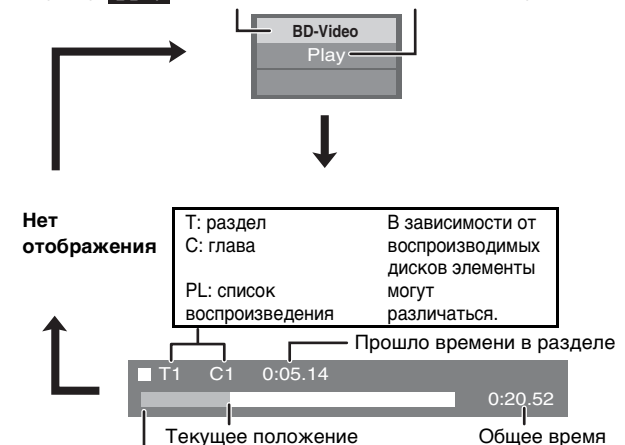 BD-Video
Play
Нет
отображения
T: раздел
C: глава
PL: список
воспроизведения
В зависимости от
воспроизводимых
дисков элементы
могут
различаться.
Прошло времени в разделе
T1 C1 0:05.14
0:20.52
Текущее положение
Общее время